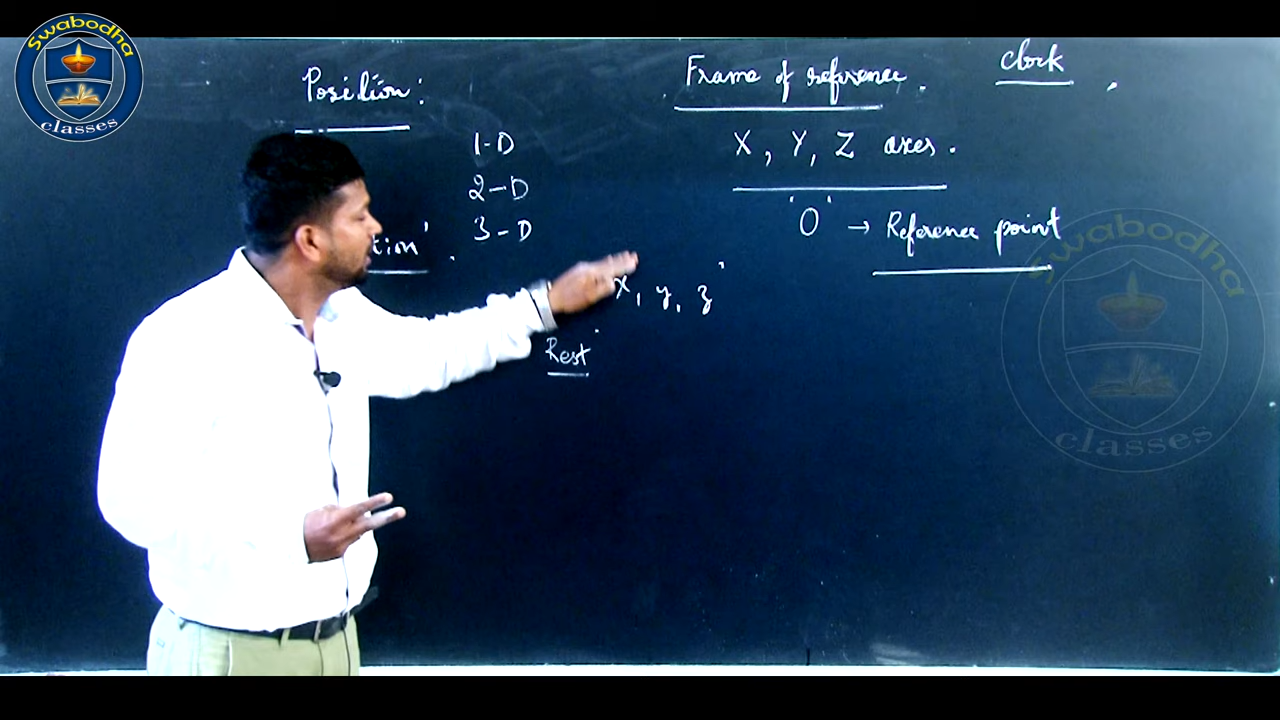 Swabodha
classes
Position:
1-D
2-D
3-D
tion'
Frame of reference.
clock
X, Y, Z axes.
'O' → Reference point
x, y, z
Rest
Swabodha
classes